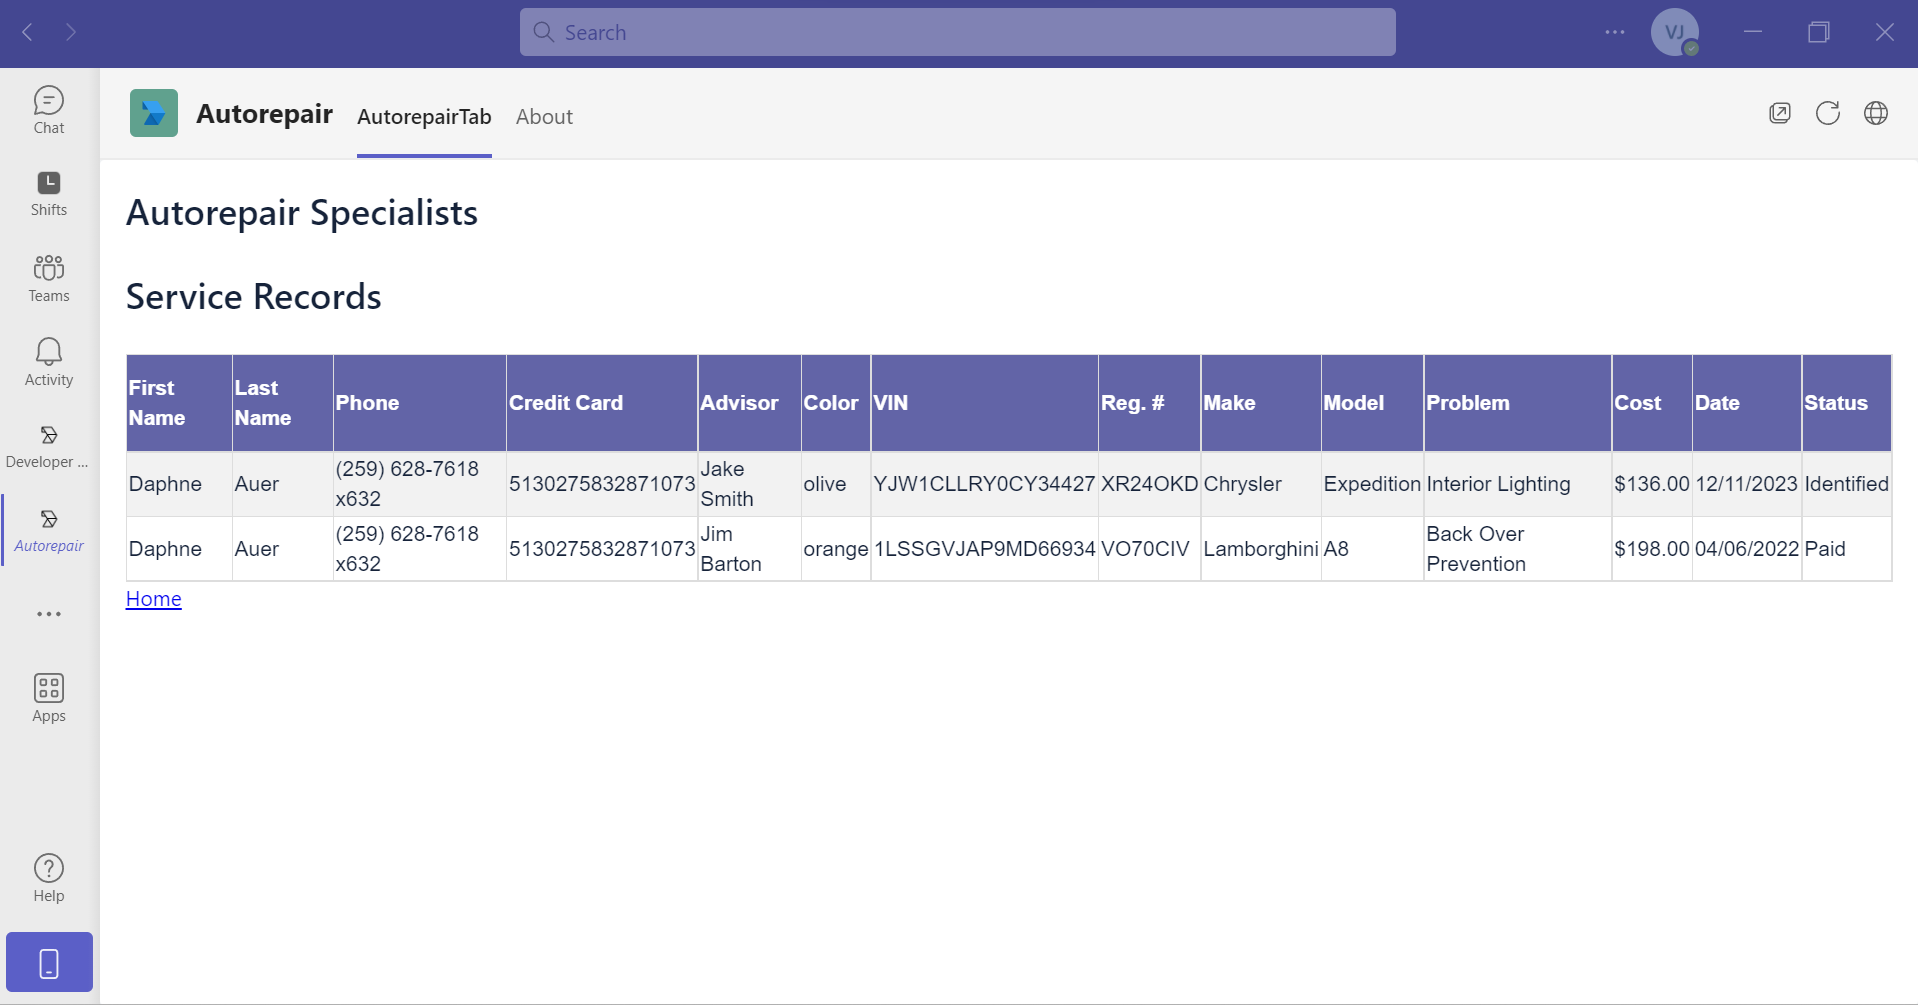 Search
VJ
Chat
Shifts
Teams
Activity
Developer ...
Autorepair
Apps
Help
Autorepair AutorepairTab About
Autorepair Specialists
Service Records
First Name Last Name Phone Credit Card Advisor Color VIN Reg. # Make Model Problem Cost Date Status
Daphne Auer (259) 628-7618 x632 5130275832871073 Jake Smith olive YJW1CLLRY0CY34427 XR24OKD Chrysler Expedition Interior Lighting $136.00 12/11/2023 Identified
Daphne Auer (259) 628-7618 x632 5130275832871073 Jim Barton orange 1LSSGVJAP9MD66934 VO70CIV Lamborghini A8 Back Over Prevention $198.00 04/06/2022 Paid
Home